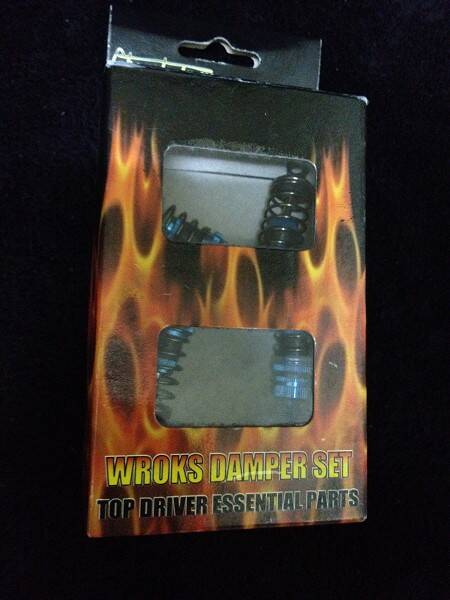 WROKS DAMPER SET
TOP DRIVER ESSENTIAL PARTS